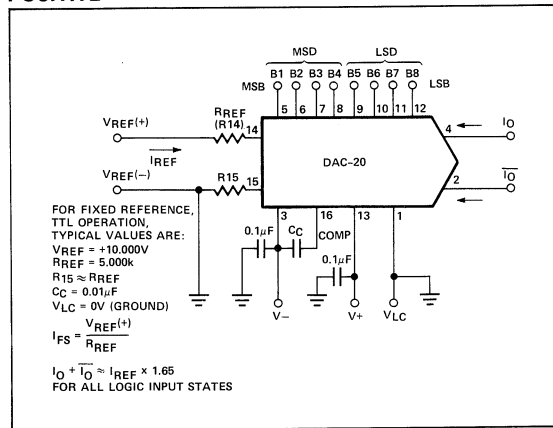 POSITIVE
MSD LSD
B1 B2 B3 B4 B5 B6 B7 B8
MSB LSB
5 6 7 8 9 10 11 12
VREF(+)
RREF
(R14)
14
IREF
DAC-20
4
IO
VREF(–)
R15
15
2
IO
3 16 13 1
FOR FIXED REFERENCE,
TTL OPERATION,
TYPICAL VALUES ARE:
VREF = +10.000V
RREF = 5.000k
R15 ≈ RREF
CC = 0.01μF
VLC = 0V (GROUND)
IFS = VREF(+)
RREF
IO + IO ≈ IREF x 1.65
FOR ALL LOGIC INPUT STATES
0.1μF
CC
COMP
0.1μF
V–
V+
VLC